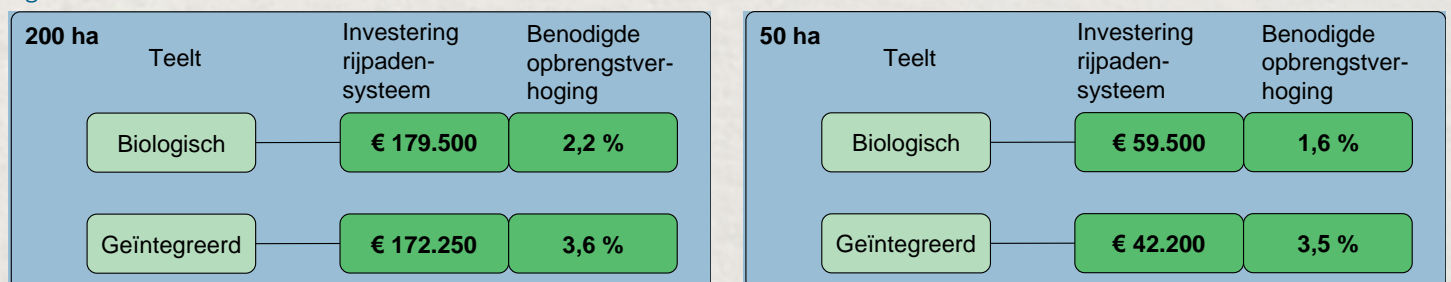 200 ha
Teelt
Investering
rijpaden-
systeem
Benodigde
opbrengstver-
hoging
Biologisch
€ 179.500
2,2 %
Geïntegreerd
€ 172.250
3,6 %
50 ha
Teelt
Investering
rijpaden-
systeem
Benodigde
opbrengstver-
hoging
Biologisch
€ 59.500
1,6 %
Geïntegreerd
€ 42.200
3,5 %